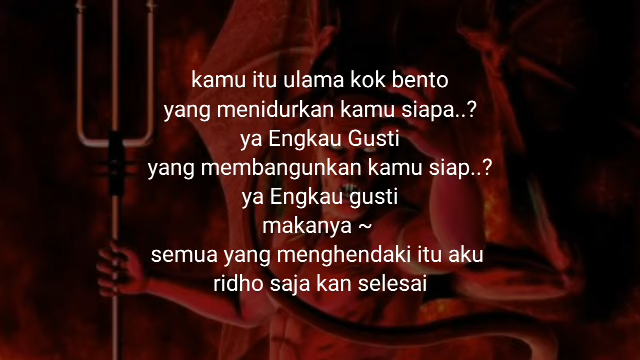 kamu itu ulama kok bento
yang menidurkan kamu siapa..?
ya Engkau Gusti
yang membangunkan kamu siap..?
ya Engkau gusti
makanya ~
semua yang menghendaki itu aku
ridho saja kan selesai